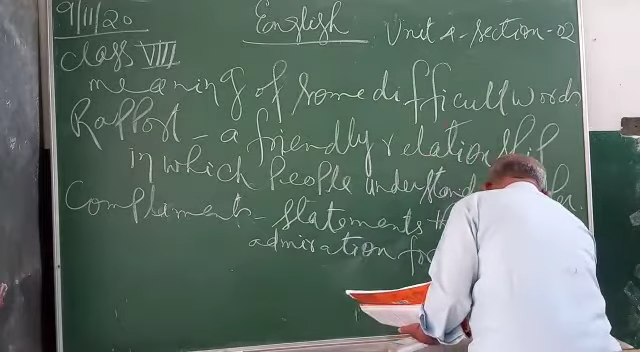 9/11/20
English
Unit 4-section-02
Class VIII
meaning of some difficult words
Rapport - a friendly relationship
in which people understand
Compliments - statements
admiration